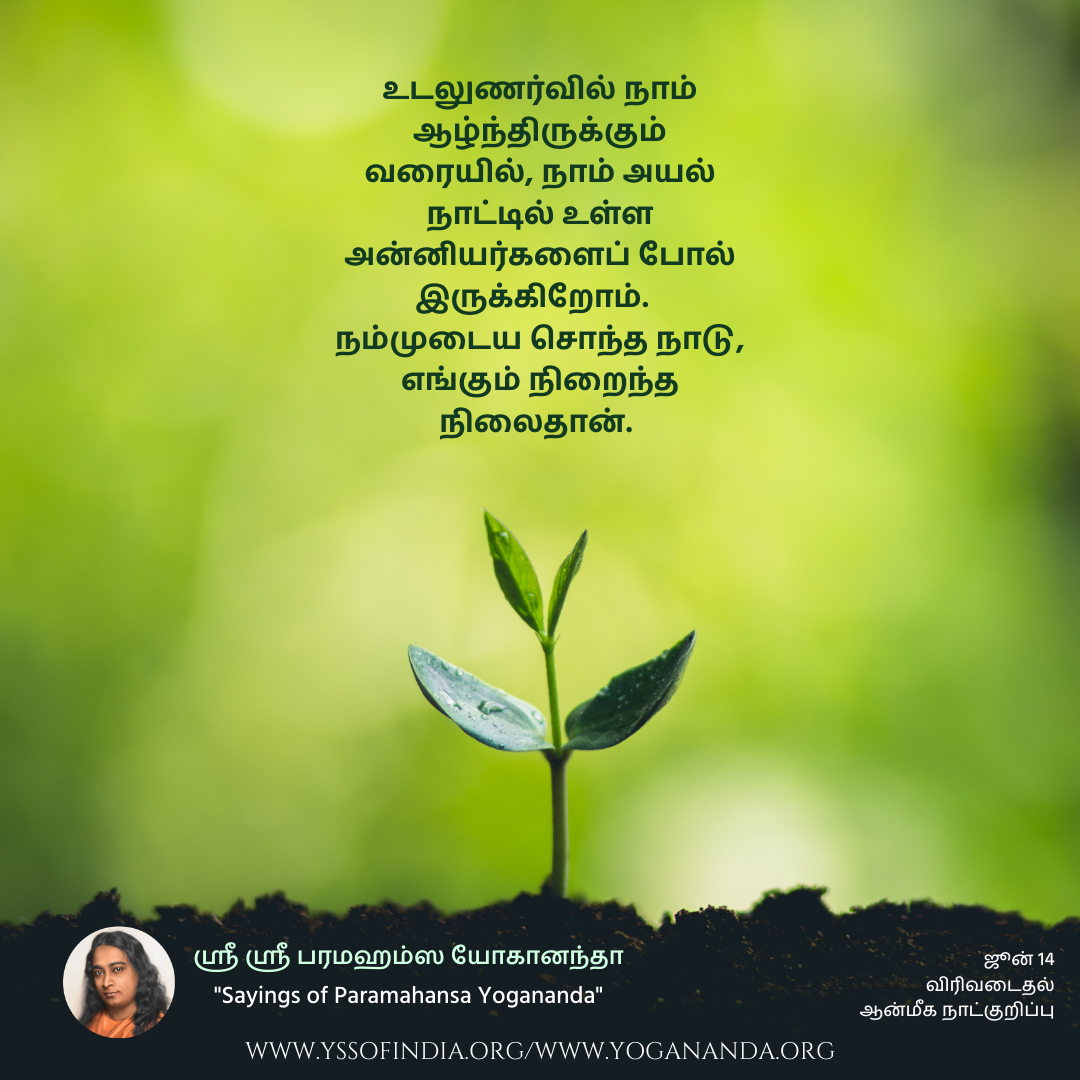 உடலுணர்வில் நாம்
ஆழ்ந்திருக்கும்
வரையில், நாம் அயல்
நாட்டில் உள்ள
அன்னியர்களைப் போல்
இருக்கிறோம்.
நம்முடைய சொந்த நாடு,
எங்கும் நிறைந்த
நிலைதான்.
ஸ்ரீ ஸ்ரீ பரமஹம்ஸ யோகானந்தா
"Sayings of Paramahansa Yogananda"
ஜூன் 14
விரிவடைதல்
ஆன்மீக நாட்குறிப்பு
WWW.YSSOFINDIA.ORG/WWW.YOGANANDA.ORG